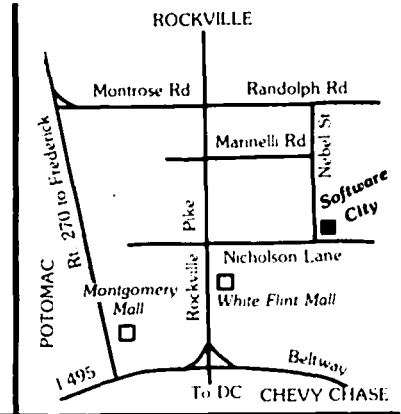 ROCKVILLE
Montrose Rd
Randolph Rd
Marinelli Rd
Nebel St
Rt. 270 to Frederick
Software
City
Pike
Rockville
Nicholson Lane
POTOMAC
Montgomery
Mall
White Flint Mall
I 495
Beltway
To DC
CHEVY CHASE